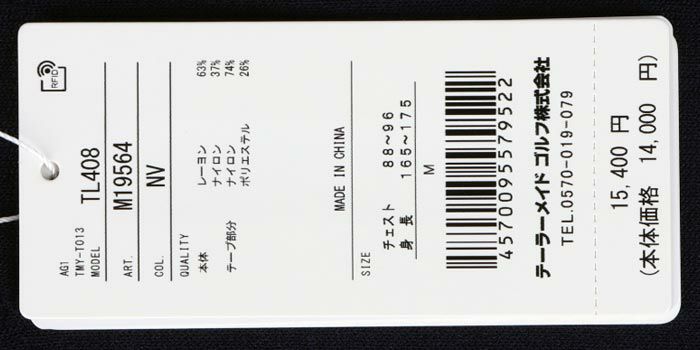 RFID
AG1
TMY-T013
MODEL TL408
ART. M19564
COL. NV
QUALITY
本体 レーヨン 63%
ナイロン 37%
テープ部分 ナイロン 74%
ポリエステル 26%
MADE IN CHINA
SIZE
チェスト 88~96
身長 165~175
M
4570095579522
テーラーメイド ゴルフ株式会社
TEL.0570-019-079
15,400 円
(本体価格 14,000 円)